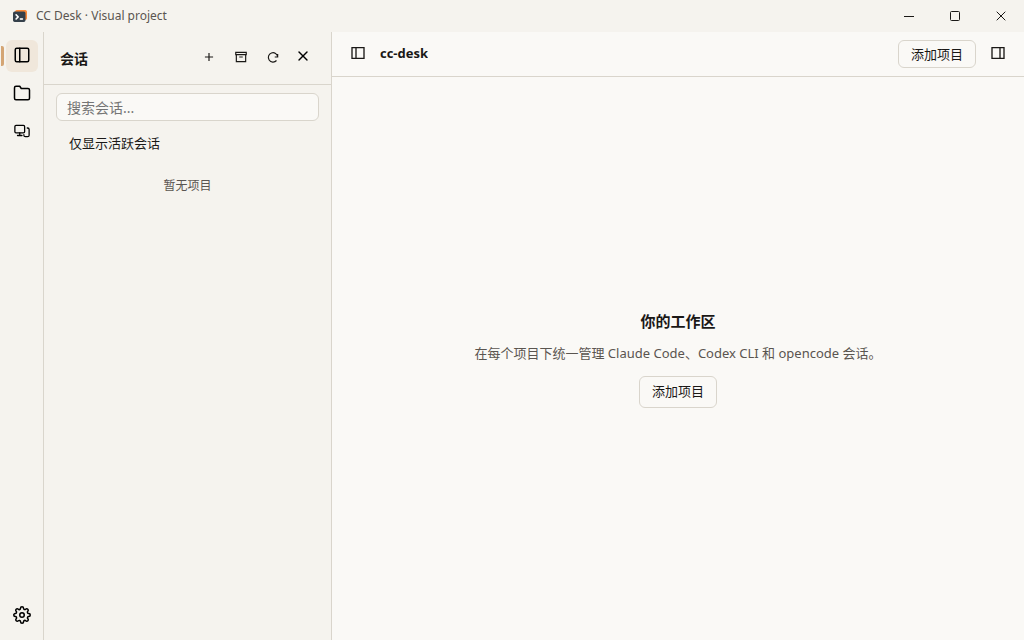 CC Desk · Visual project
会话
搜索会话...
仅显示活跃会话
暂无项目
cc-desk
添加项目
你的工作区
在每个项目下统一管理 Claude Code、Codex CLI 和 opencode 会话。
添加项目